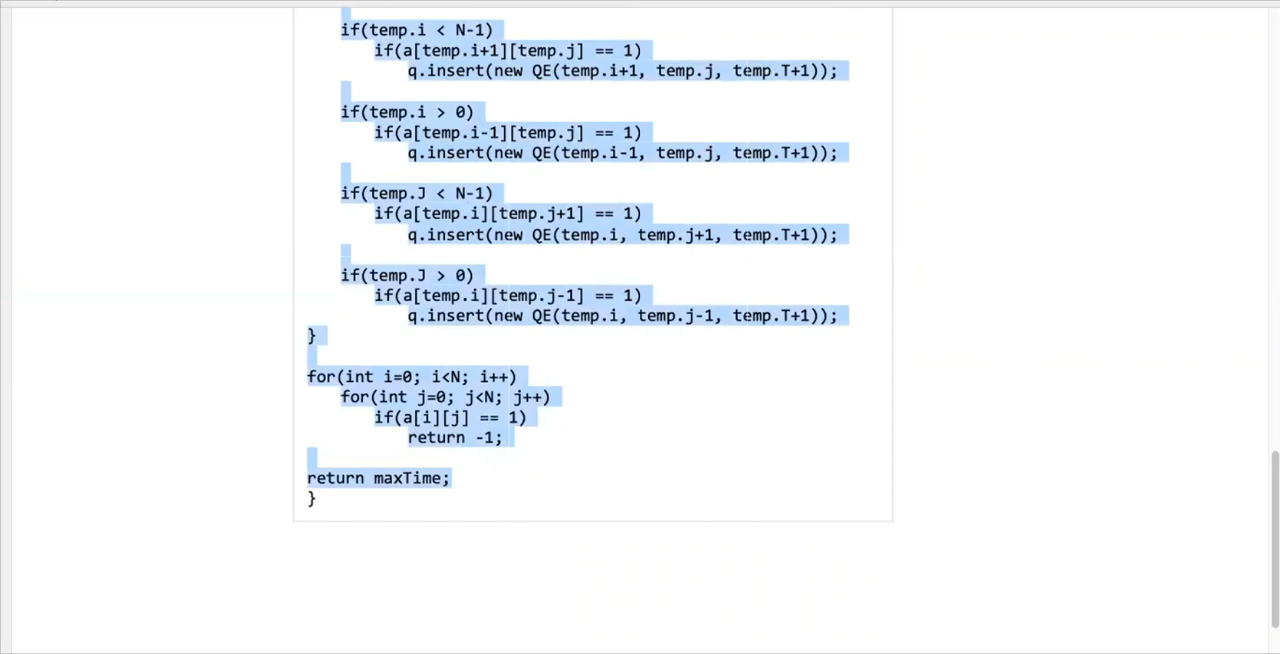 if(temp.i < N-1)
if(a[temp.i+1][temp.j] == 1)
q.insert(new QE(temp.i+1, temp.j, temp.T+1));
if(temp.i > 0)
if(a[temp.i-1][temp.j] == 1)
q.insert(new QE(temp.i-1, temp.j, temp.T+1));
if(temp.J < N-1)
if(a[temp.i][temp.j+1] == 1)
q.insert(new QE(temp.i, temp.j+1, temp.T+1));
if(temp.J > 0)
if(a[temp.i][temp.j-1] == 1)
q.insert(new QE(temp.i, temp.j-1, temp.T+1));
}
for(int i=0; i<N; i++)
for(int j=0; j<N; j++)
if(a[i][j] == 1)
return -1;
return maxTime;
}